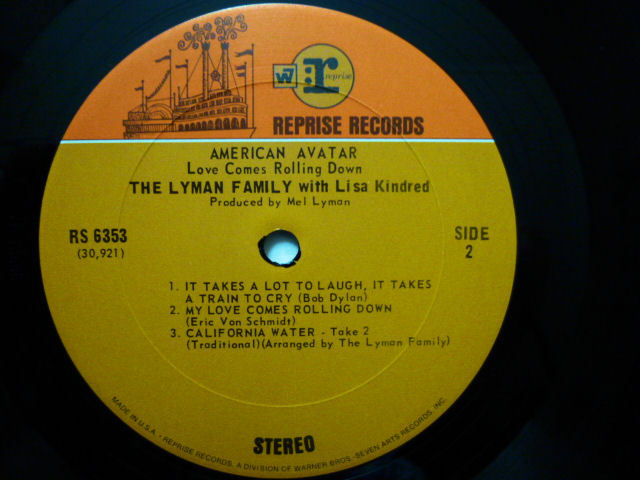 W7 r reprise
REPRISE RECORDS
AMERICAN AVATAR
Love Comes Rolling Down
THE LYMAN FAMILY with Lisa Kindred
Produced by Mel Lyman
RS 6353
(30,921)
SIDE
2
1. IT TAKES A LOT TO LAUGH, IT TAKES
A TRAIN TO CRY (Bob Dylan)
2. MY LOVE COMES ROLLING DOWN
(Eric Von Schmidt)
3. CALIFORNIA WATER - Take 2
(Traditional)(Arranged by The Lyman Family)
STEREO
MADE IN U.S.A. - REPRISE RECORDS, A DIVISION OF WARNER BROS.-SEVEN ARTS RECORDS, INC.